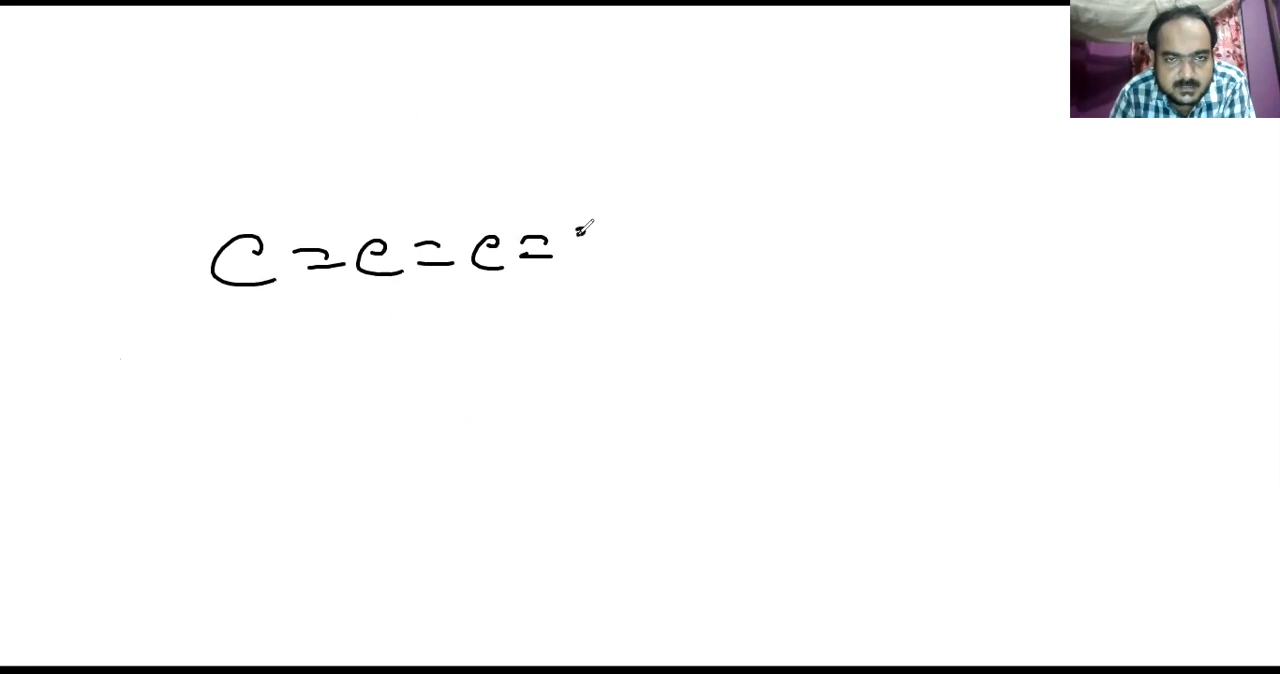 C = C = C =